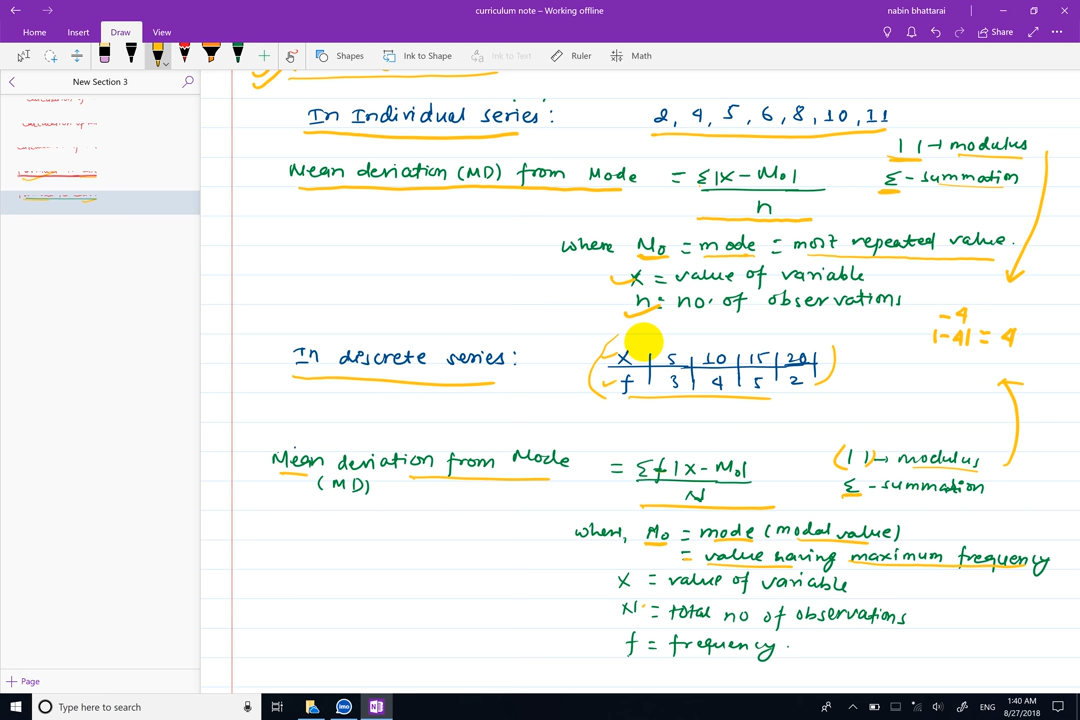 curriculum note – Working offline
nabin bhattarai
Home Insert Draw View
Share
Shapes Ink to Shape Ink to Text Ruler Math
New Section 3
In Individual series: 2, 4, 5, 6, 8, 10, 11
| | → modulus
Mean deviation (MD) from Mode = Σ|X - Mo| / n
Σ - summation
where Mo = mode = most repeated value.
X = value of variable
n = no. of observations
-4
|-4| = 4
In discrete series:
X | 5 | 10 | 15 | 20 |
f | 3 | 4 | 5 | 2
Mean deviation from Mode = Σf|X - Mo| / N
(MD)
(| |) → modulus
Σ - summation
where, Mo = mode (modal value)
= value having maximum frequency
X = value of variable
= total no of observations
f = frequency.
+ Page
Type here to search
ENG
1:40 AM
8/27/2018